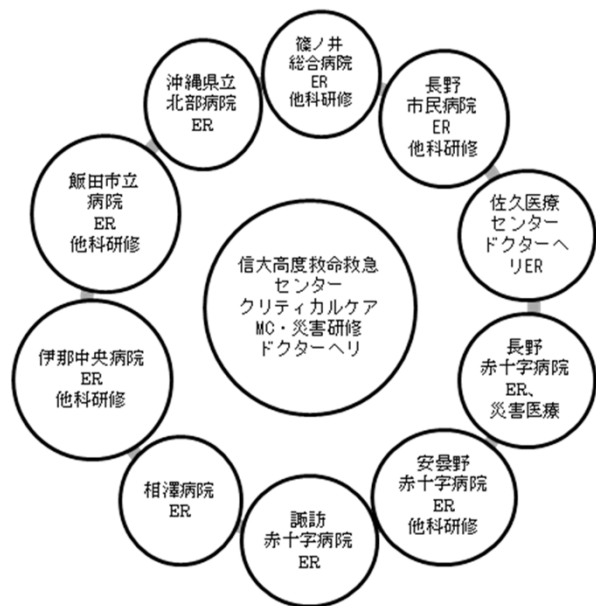 篠ノ井
総合病院
ER
他科研修
長野
市民病院
ER
他科研修
佐久医療
センター
ドクターヘ
リER
長野
赤十字病院
ER、
災害医療
安曇野
赤十字病院
ER
他科研修
諏訪
赤十字病院
ER
相澤病院
ER
伊那中央病院
ER
他科研修
飯田市立
病院
ER
他科研修
沖縄県立
北部病院
ER
信大高度救命救急
センター
クリティカルケア
MC・災害研修
ドクターヘリ